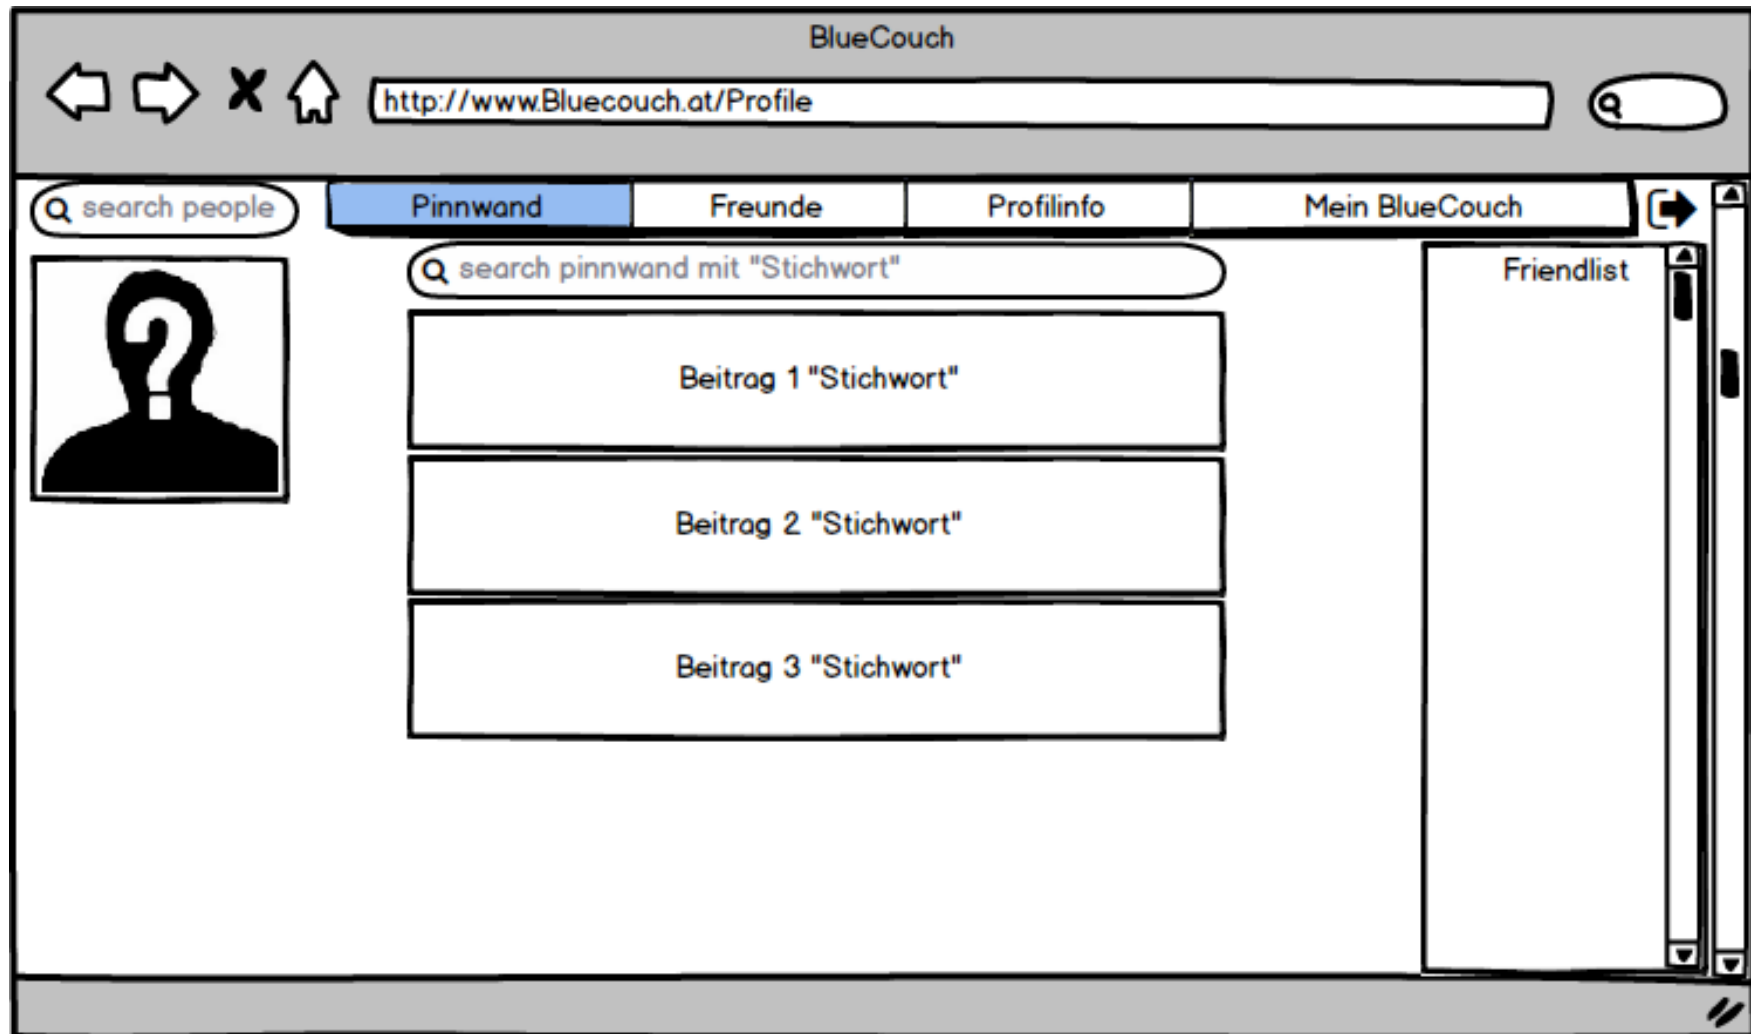 BlueCouch
http://www.Bluecouch.at/Profile
search people
Pinnwand
Freunde
Profilinfo
Mein BlueCouch
search pinnwand mit "Stichwort"
Friendlist
Beitrag 1 "Stichwort"
Beitrag 2 "Stichwort"
Beitrag 3 "Stichwort"